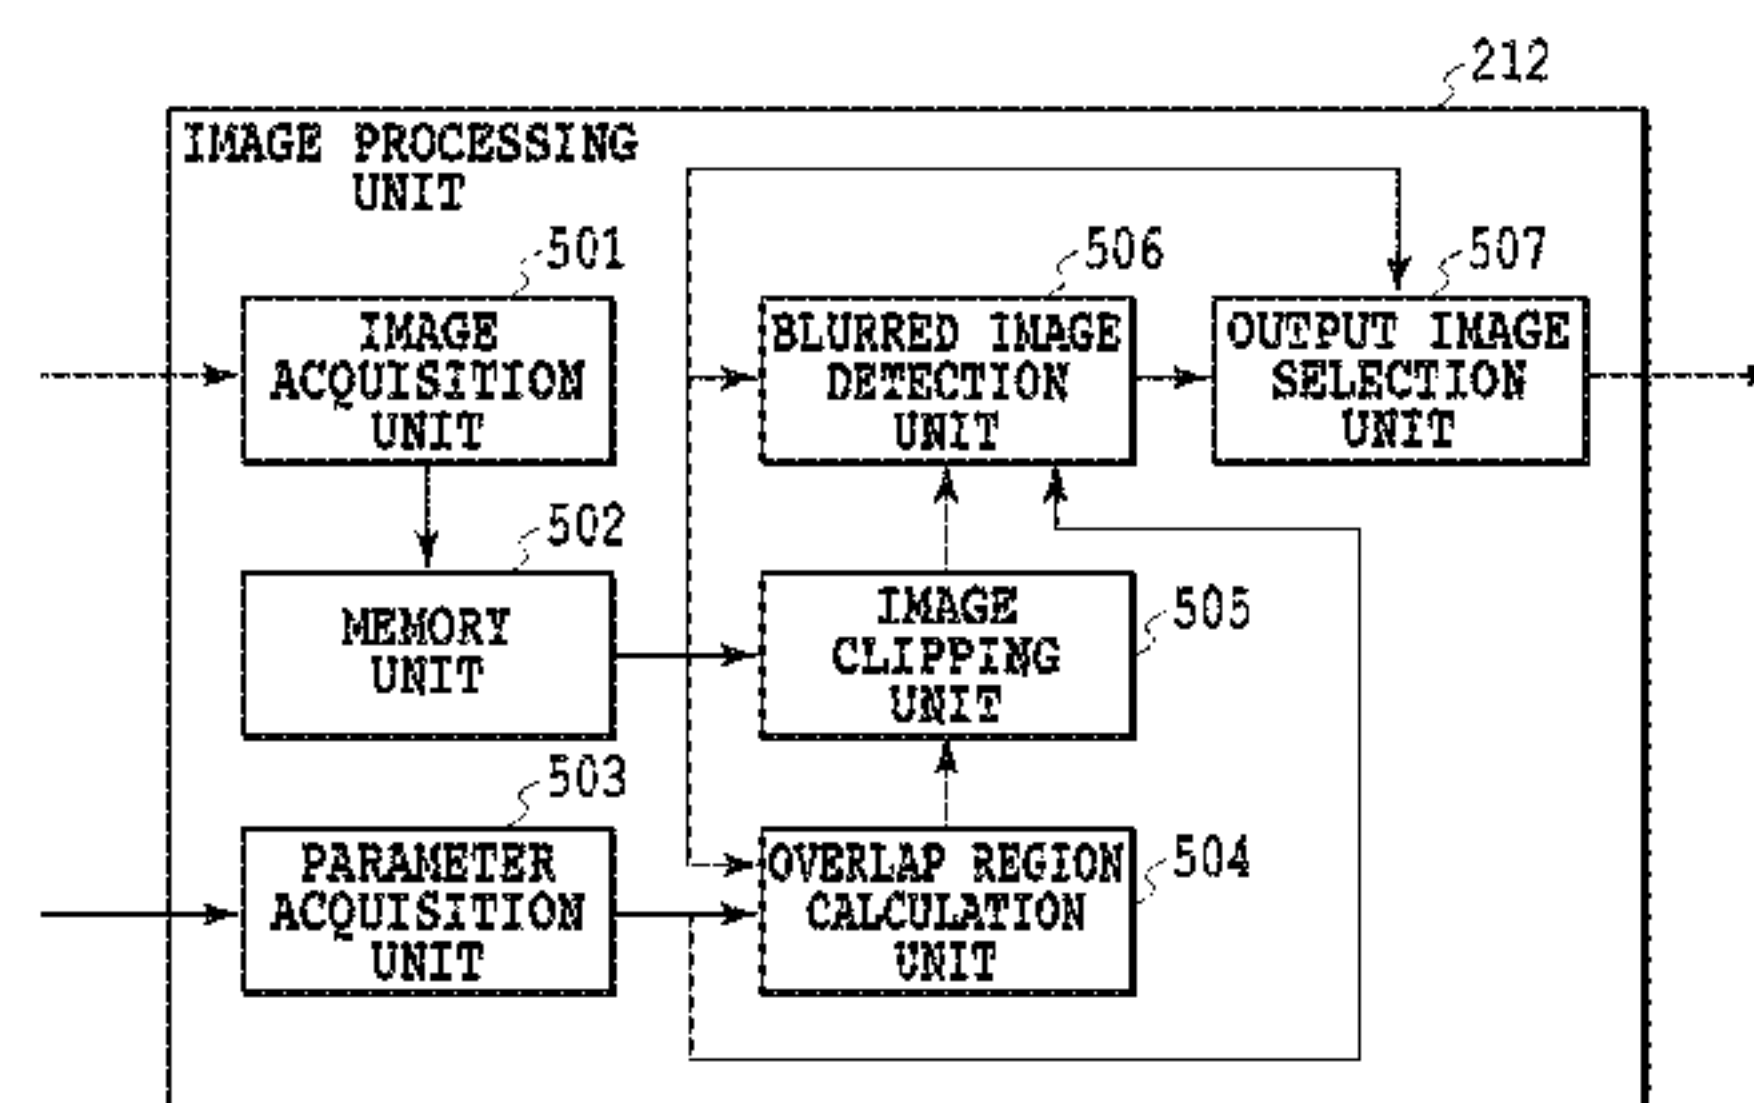 212
IMAGE PROCESSING
UNIT
501
506
507
IMAGE
ACQUISITION
UNIT
BLURRED IMAGE
DETECTION
UNIT
OUTPUT IMAGE
SELECTION
UNIT
502
MEMORY
UNIT
IMAGE
CLIPPING
UNIT
505
503
PARAMETER
ACQUISITION
UNIT
OVERLAP REGION
CALCULATION
UNIT
504